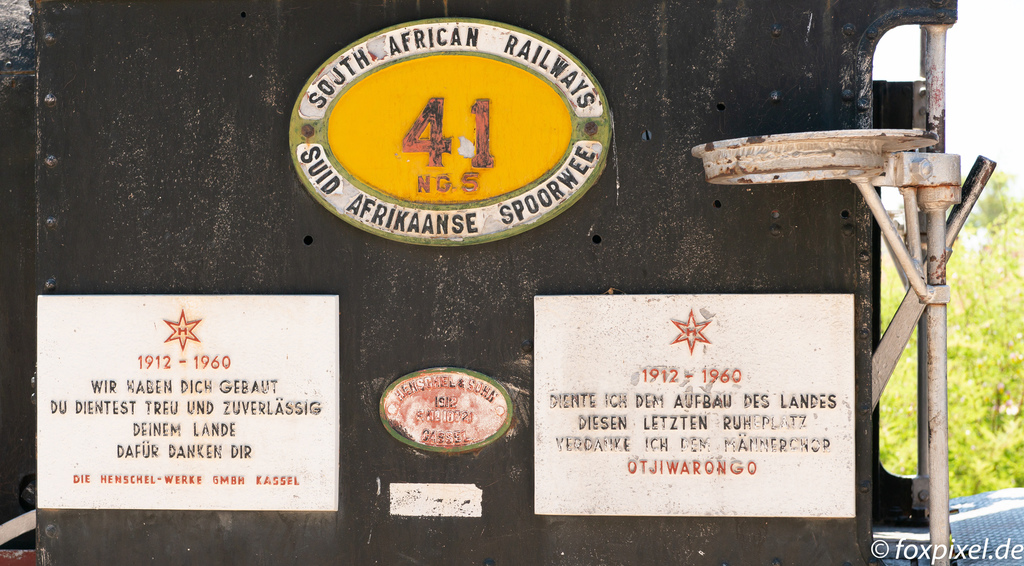 SOUTH AFRICAN RAILWAYS
41
NG.5
SUID AFRIKAANSE SPOORWEE
H
1912 - 1960
WIR HABEN DICH GEBAUT
DU DIENTEST TREU UND ZUVERLÄSSIG
DEINEM LANDE
DAFÜR DANKEN DIR
DIE HENSCHEL-WERKE GMBH KASSEL
HENSCHEL & SOHN
1912
CASSEL
H
1912 - 1960
DIENTE ICH DEM AUFBAU DES LANDES
DIESEN LETZTEN RUHEPLATZ
VERDANKE ICH DEM MÄNNERCHOR
OTJIWARONGO
© foxpixel.de